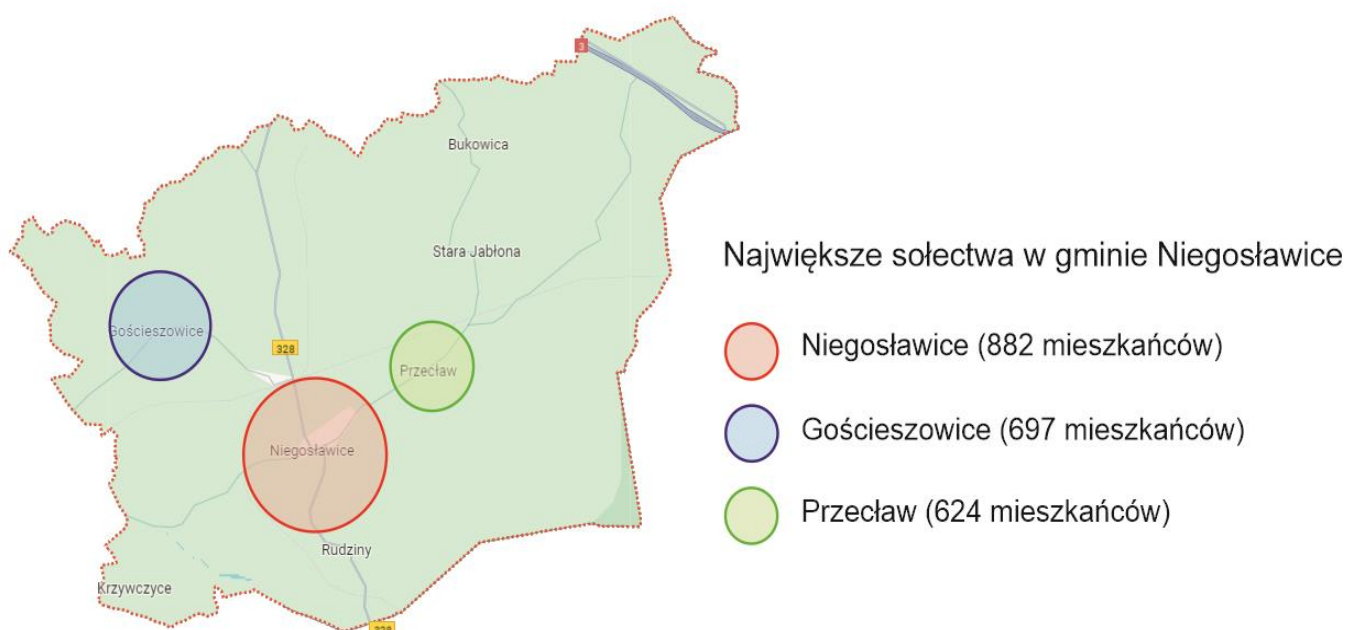 3
Bukowica
Stara Jabłona
Gościeszowice
328
Przecław
Niegosławice
Rudziny
Krzywczyce
328
Największe sołectwa w gminie Niegosławice
Niegosławice (882 mieszkańców)
Gościeszowice (697 mieszkańców)
Przecław (624 mieszkańców)